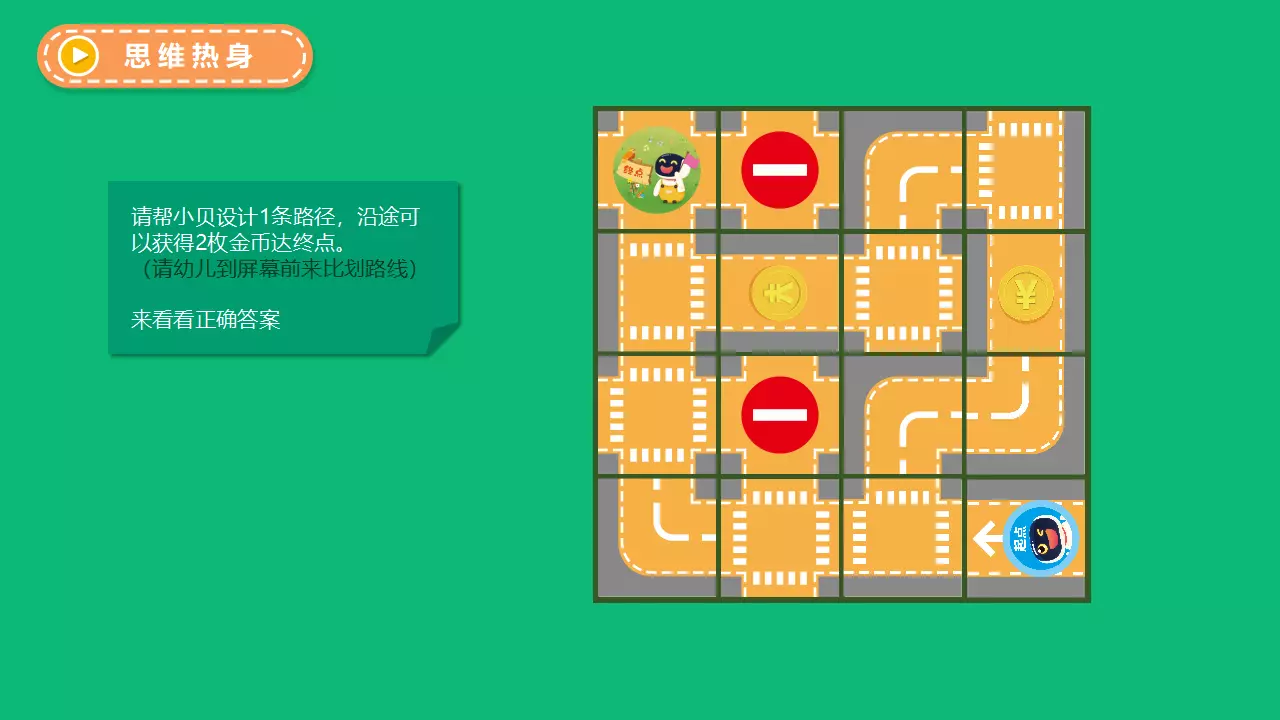 思维热身
请帮小贝设计1条路径，沿途可
以获得2枚金币达终点。
（请幼儿到屏幕前来比划路线）
来看看正确答案
终点
¥
¥
起点